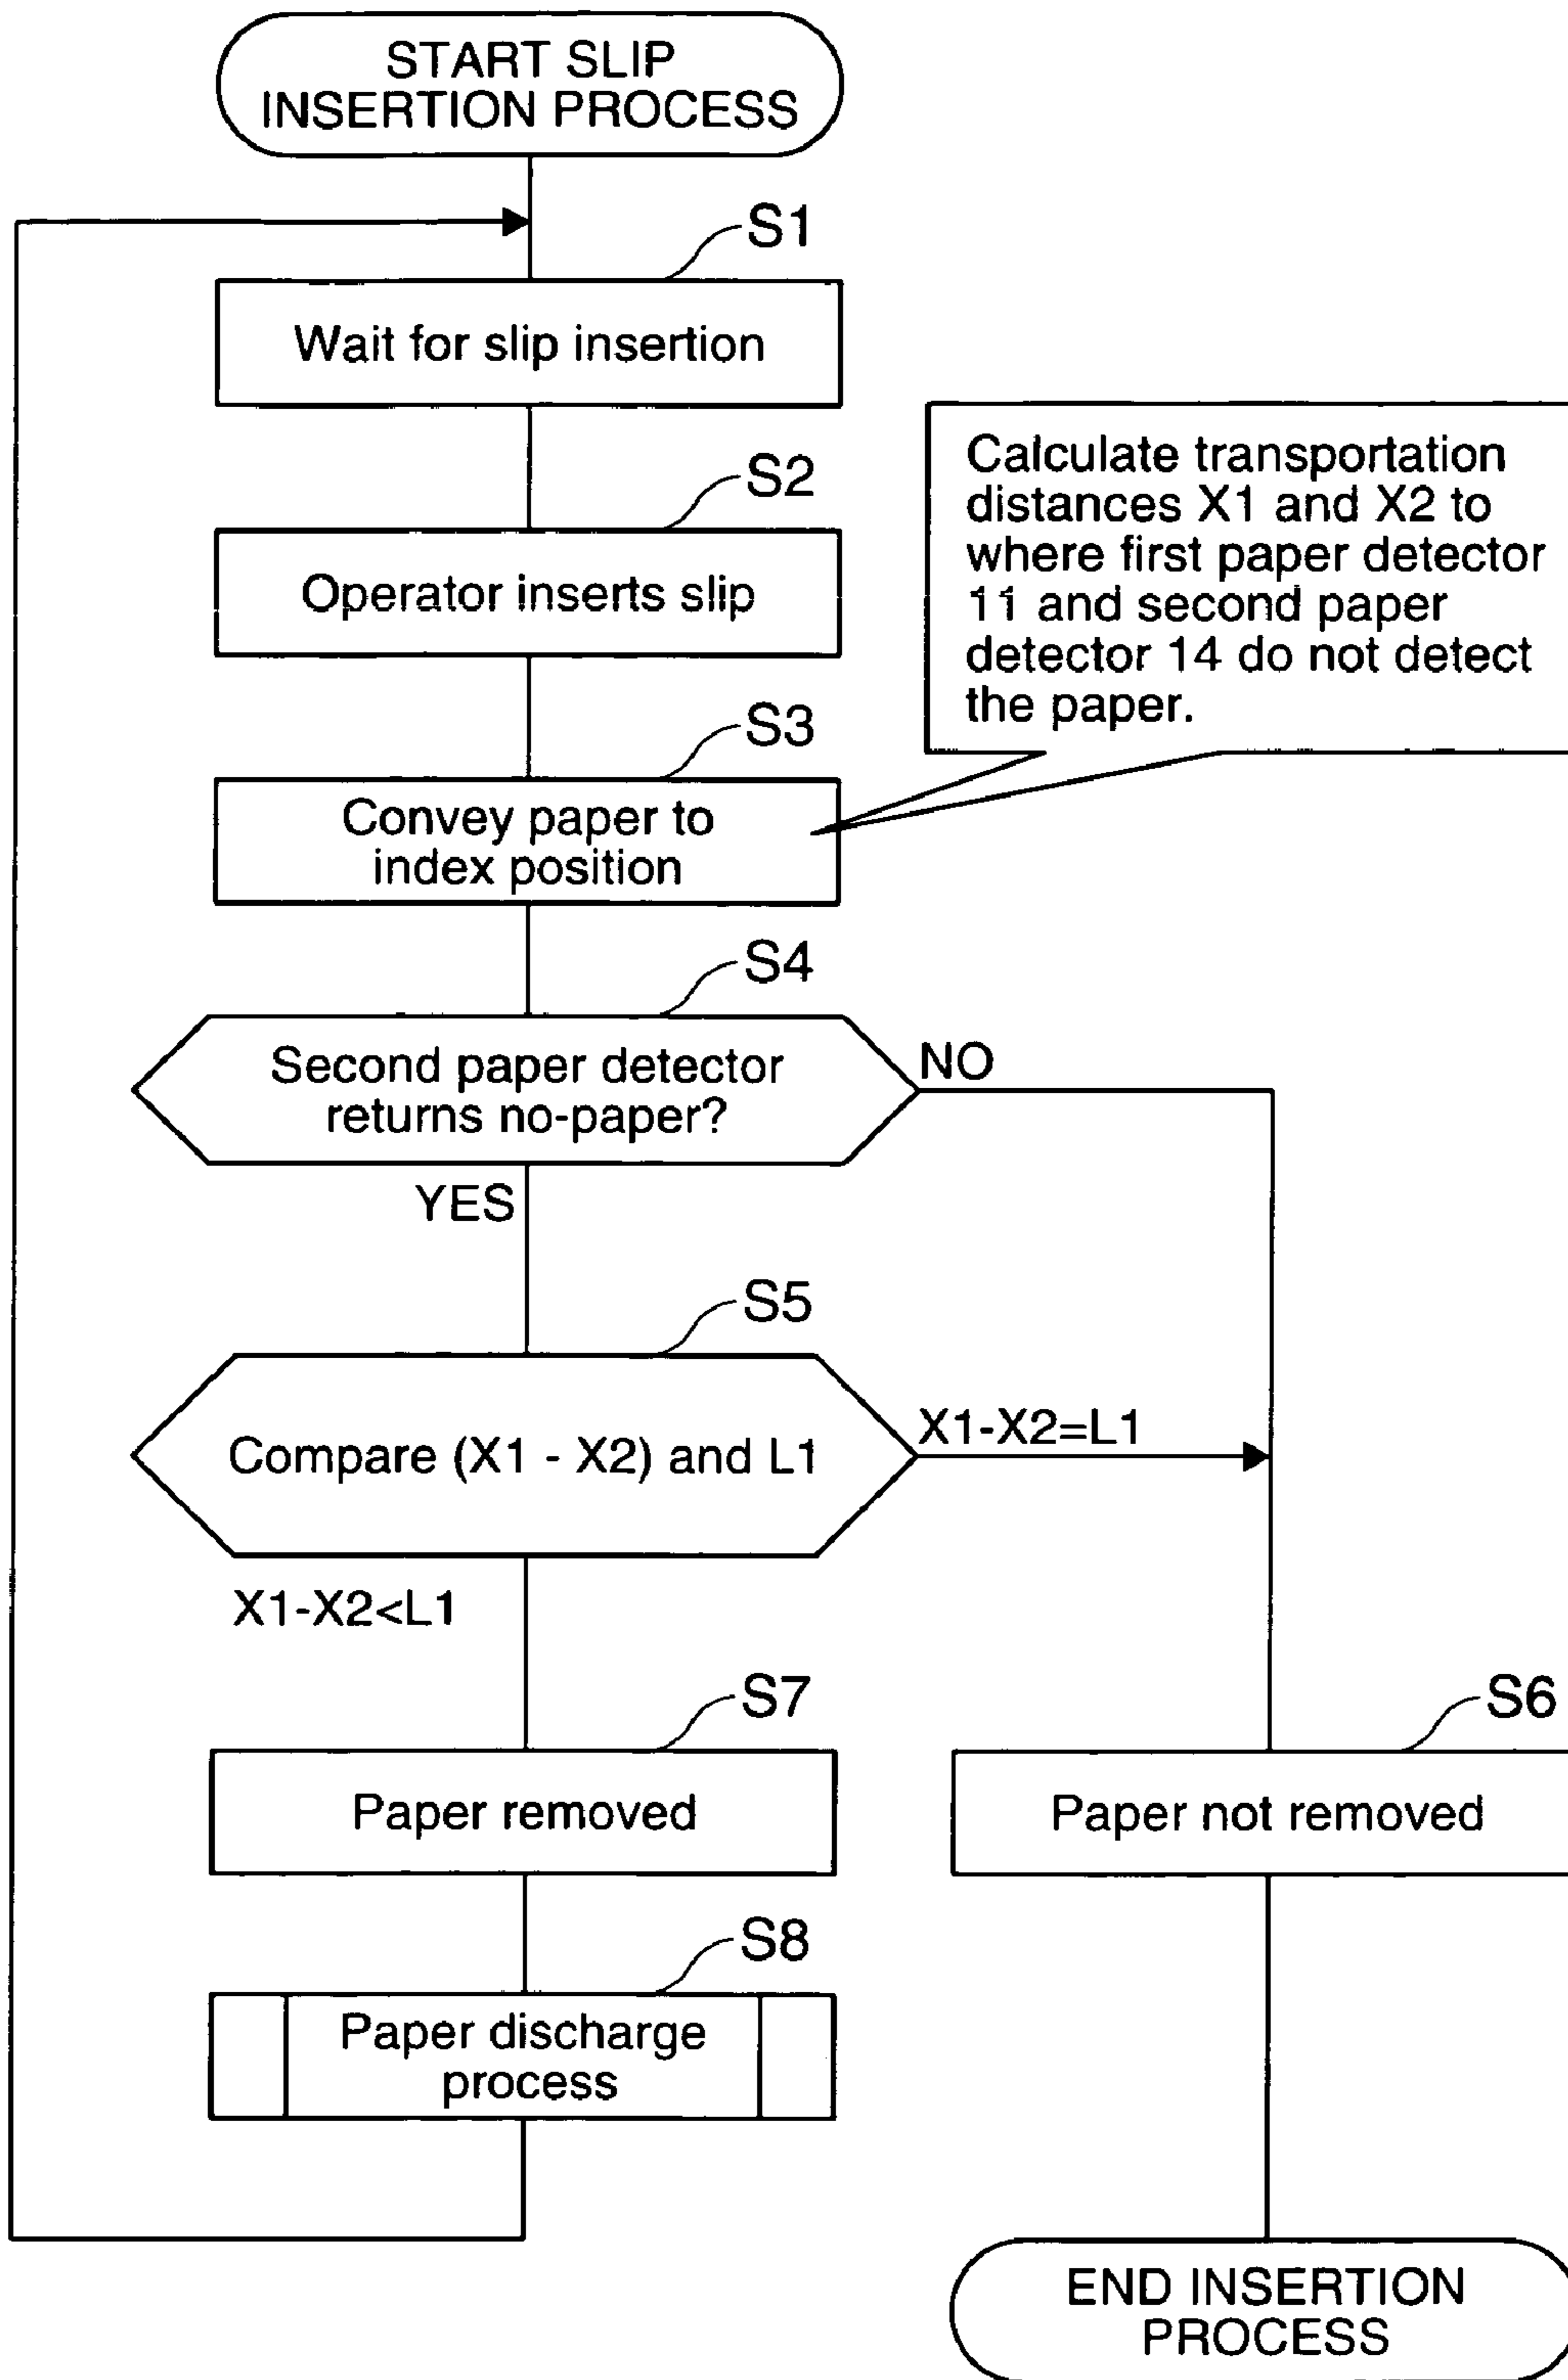 START SLIP
INSERTION PROCESS
S1
Wait for slip insertion
S2
Operator inserts slip
Calculate transportation
distances X1 and X2 to
where first paper detector
11 and second paper
detector 14 do not detect
the paper.
S3
Convey paper to
index position
S4
Second paper detector
returns no-paper?
NO
YES
S5
Compare (X1 - X2) and L1
X1-X2=L1
X1-X2<L1
S7
Paper removed
S6
Paper not removed
S8
Paper discharge
process
END INSERTION
PROCESS